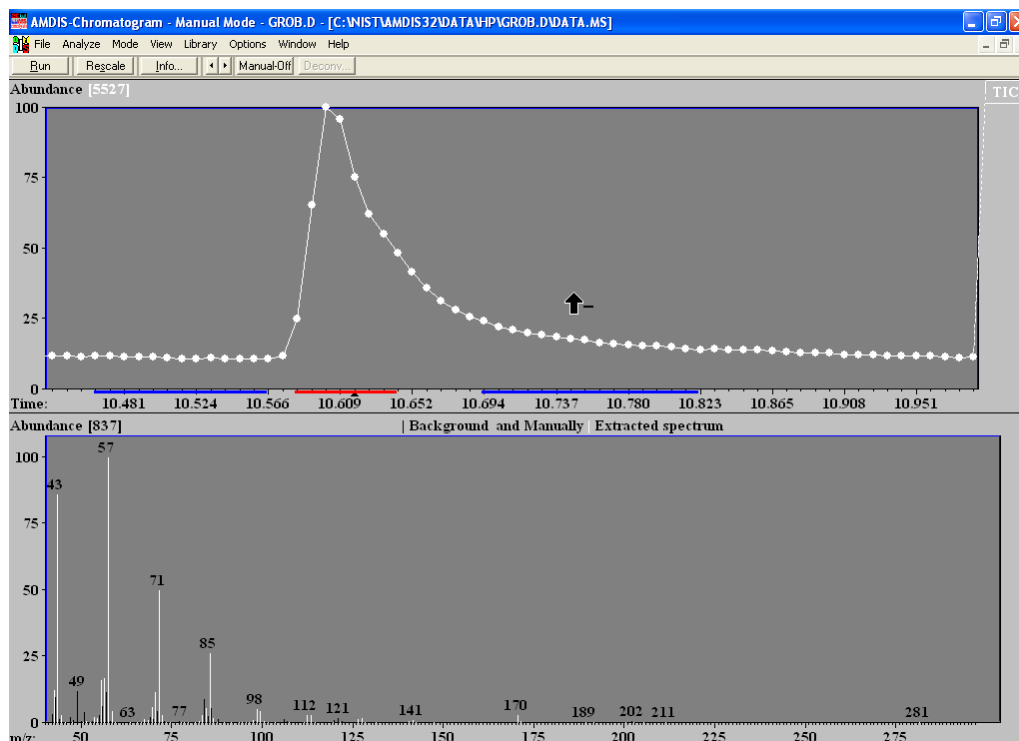 AMDIS-Chromatogram - Manual Mode - GROB.D - [C:\NIST\AMDIS32\DATA\HP\GROB.D\DATA.MS]
File Analyze Mode View Library Options Window Help
Run Rescale Info... Manual-Off Deconv...
Abundance [5527]
TIC
100
75
50
25
0
Time: 10.481 10.524 10.566 10.609 10.652 10.694 10.737 10.780 10.823 10.865 10.908 10.951
Abundance [837] | Background and Manually | Extracted spectrum
100
57
43
75
71
50
85
25
49
63 77 98 112 121 141 170 189 202 211 281
0
m/z: 50 75 100 125 150 175 200 225 250 275